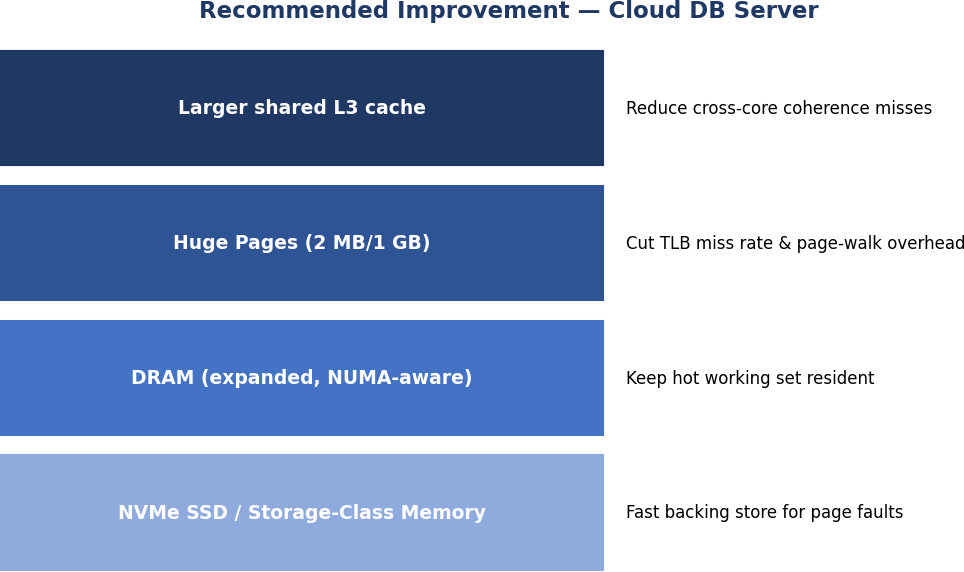 Recommended Improvement — Cloud DB Server
Larger shared L3 cache
Reduce cross-core coherence misses
Huge Pages (2 MB/1 GB)
Cut TLB miss rate & page-walk overhead
DRAM (expanded, NUMA-aware)
Keep hot working set resident
NVMe SSD / Storage-Class Memory
Fast backing store for page faults